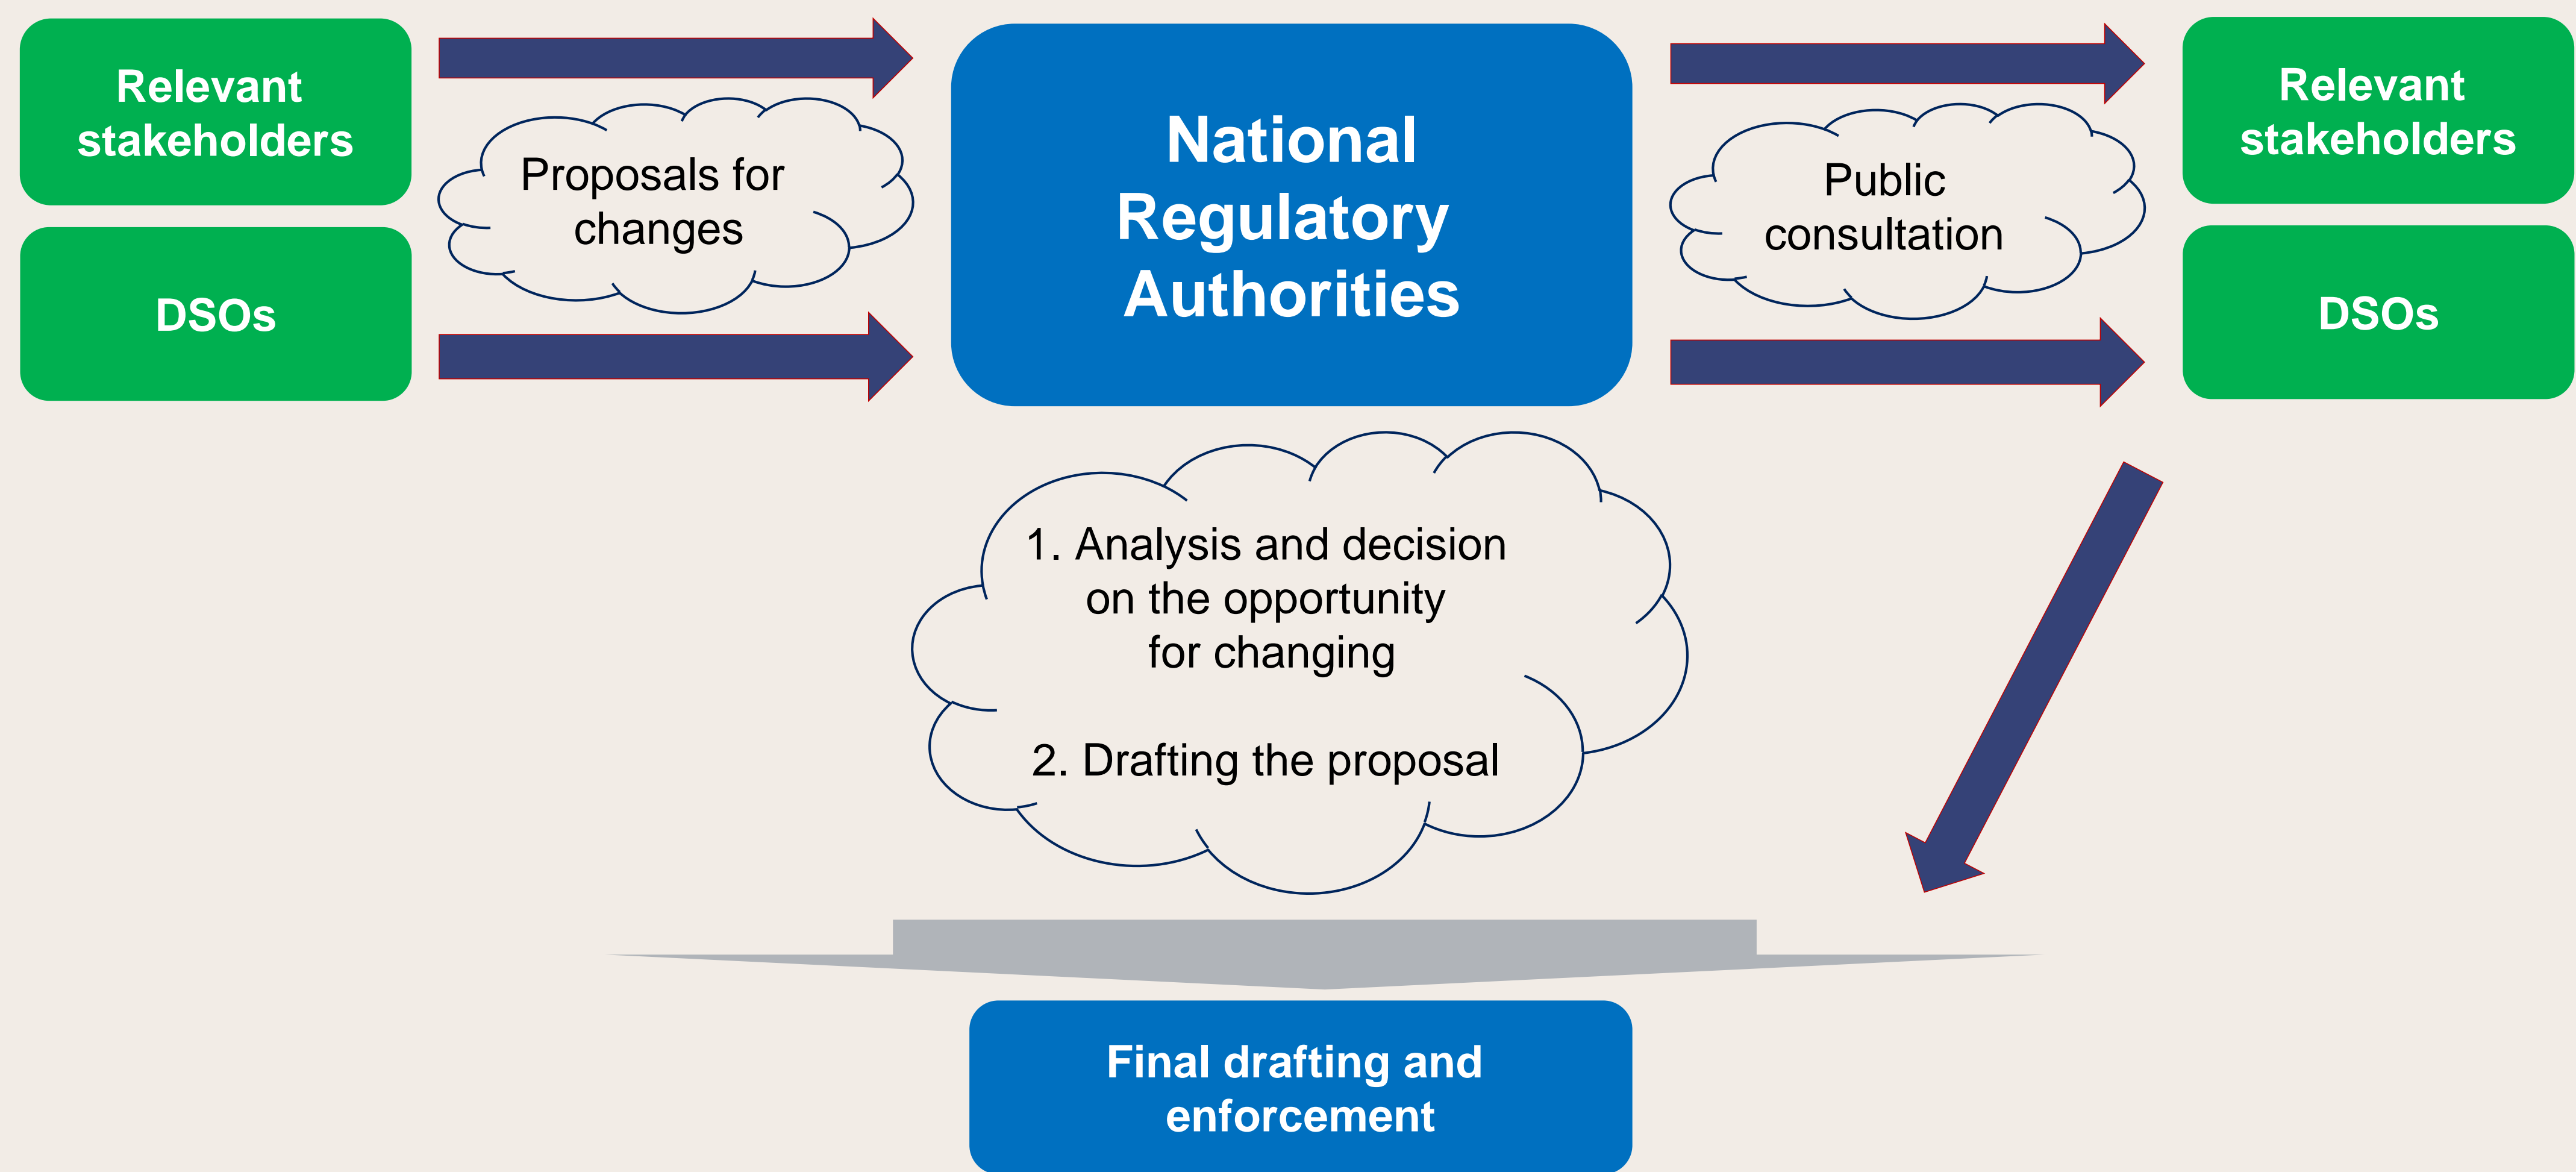 Relevant
stakeholders
DSOs
Proposals for
changes
National
Regulatory
Authorities
Public
consultation
Relevant
stakeholders
DSOs
1. Analysis and decision
on the opportunity
for changing
2. Drafting the proposal
Final drafting and
enforcement